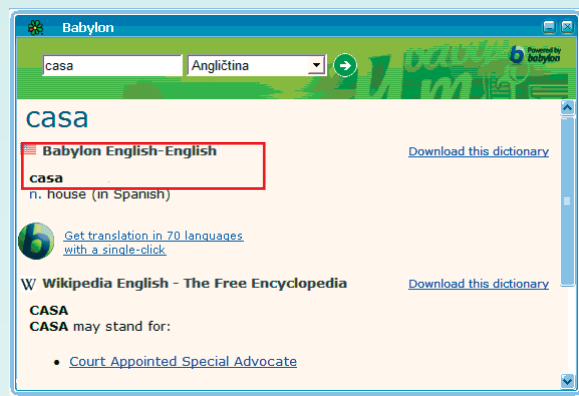 Babylon
casa Angličtina Powered by
babylon
casa
Babylon English-English Download this dictionary
casa
n. house (in Spanish)
Get translation in 70 languages
with a single-click
W Wikipedia English - The Free Encyclopedia Download this dictionary
CASA
CASA may stand for:
• Court Appointed Special Advocate